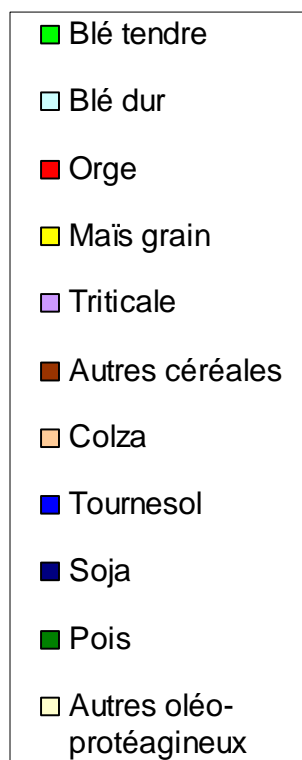 Blé tendre
Blé dur
Orge
Maïs grain
Triticale
Autres céréales
Colza
Tournesol
Soja
Pois
Autres oléo-
protéagineux